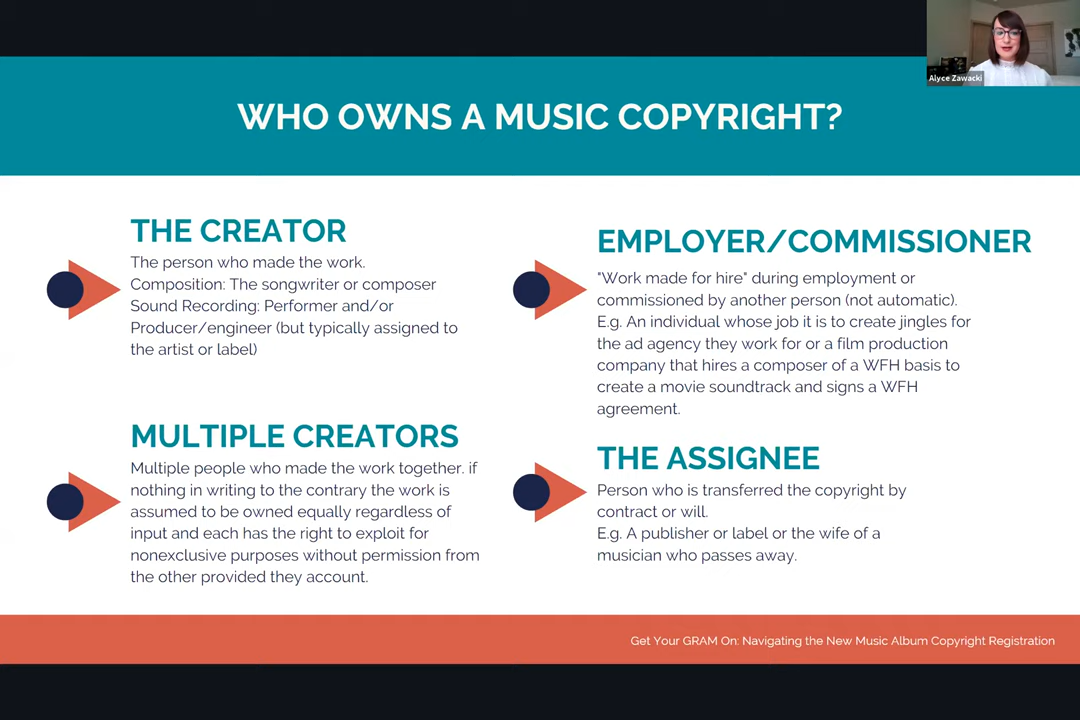 Alyce Zawacki
WHO OWNS A MUSIC COPYRIGHT?
THE CREATOR
The person who made the work.
Composition: The songwriter or composer
Sound Recording: Performer and/or
Producer/engineer (but typically assigned to
the artist or label)
MULTIPLE CREATORS
Multiple people who made the work together. if
nothing in writing to the contrary the work is
assumed to be owned equally regardless of
input and each has the right to exploit for
nonexclusive purposes without permission from
the other provided they account.
EMPLOYER/COMMISSIONER
"Work made for hire" during employment or
commissioned by another person (not automatic).
E.g. An individual whose job it is to create jingles for
the ad agency they work for or a film production
company that hires a composer of a WFH basis to
create a movie soundtrack and signs a WFH
agreement.
THE ASSIGNEE
Person who is transferred the copyright by
contract or will.
E.g. A publisher or label or the wife of a
musician who passes away.
Get Your GRAM On: Navigating the New Music Album Copyright Registration